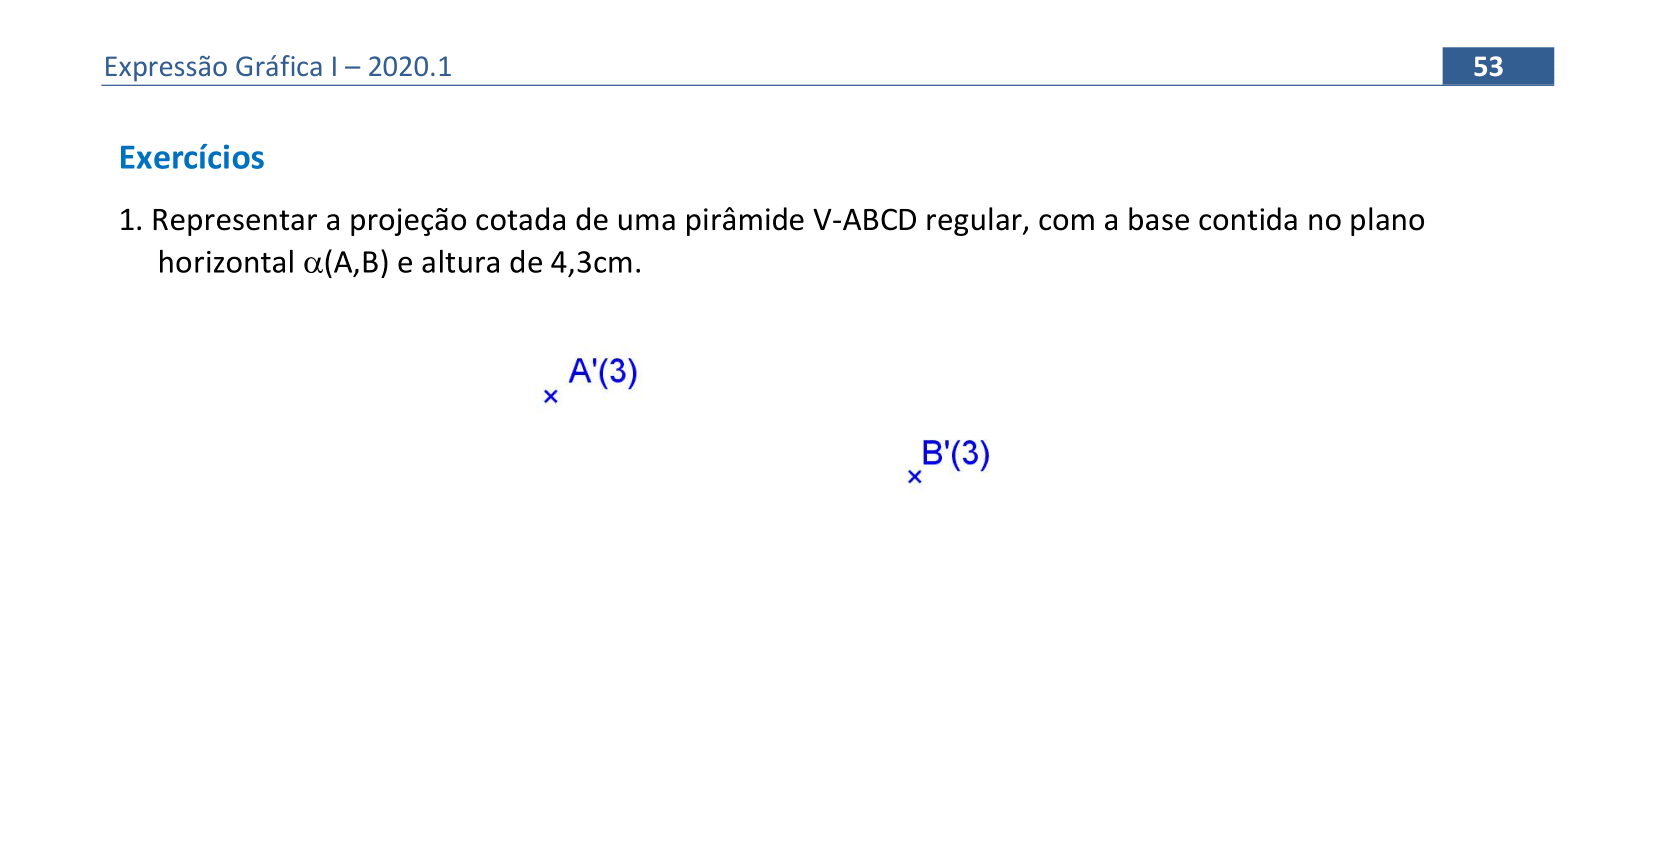 Expressão Gráfica I – 2020.1 53
Exercícios
1. Representar a projeção cotada de uma pirâmide V-ABCD regular, com a base contida no plano
horizontal α(A,B) e altura de 4,3cm.
A'(3)
B'(3)